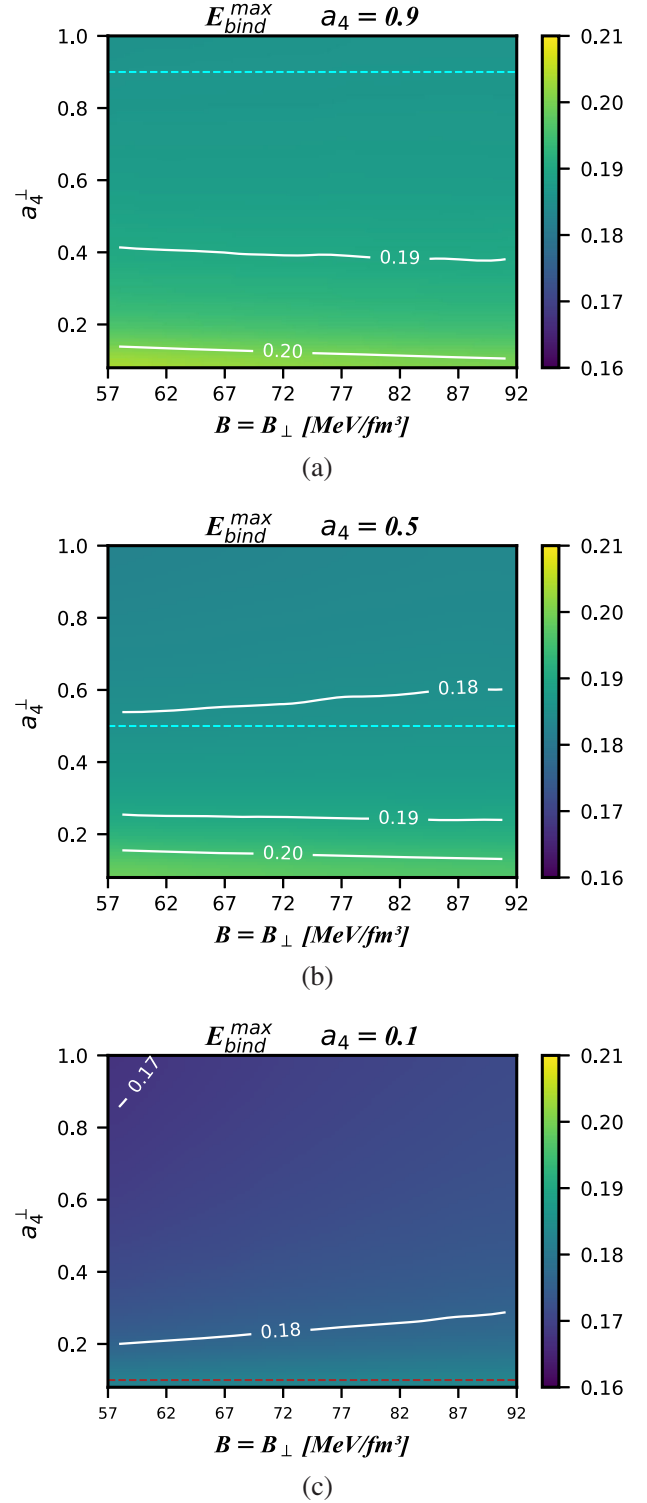 E_bind^max a₄ = 0.9
1.0
0.8
0.6
0.4
0.2
a₄^⊥
0.19
0.20
57 62 67 72 77 82 87 92
B = B_⊥ [MeV/fm³]
0.21
0.20
0.19
0.18
0.17
0.16
(a)
E_bind^max a₄ = 0.5
1.0
0.8
0.6
0.4
0.2
a₄^⊥
0.18
0.19
0.20
57 62 67 72 77 82 87 92
B = B_⊥ [MeV/fm³]
0.21
0.20
0.19
0.18
0.17
0.16
(b)
E_bind^max a₄ = 0.1
1.0
0.8
0.6
0.4
0.2
a₄^⊥
0.17
0.18
57 62 67 72 77 82 87 92
B = B_⊥ [MeV/fm³]
0.21
0.20
0.19
0.18
0.17
0.16
(c)